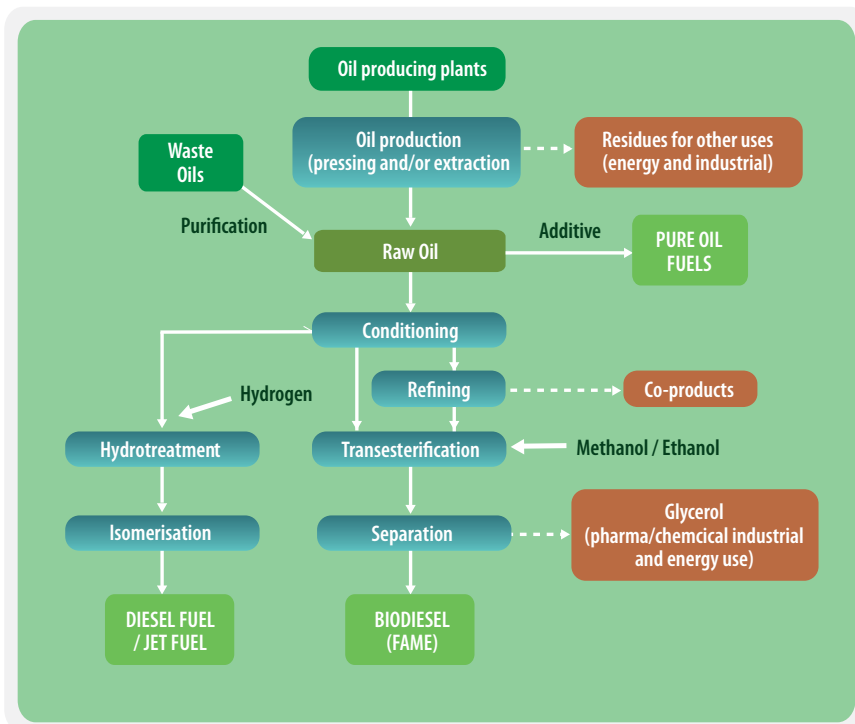 Oil producing plants
Oil production
(pressing and/or extraction
Residues for other uses
(energy and industrial)
Waste
Oils
Purification
Raw Oil
Additive
PURE OIL
FUELS
Conditioning
Hydrogen
Refining
Co-products
Hydrotreatment
Transesterification
Methanol / Ethanol
Isomerisation
Separation
Glycerol
(pharma/chemcical industrial
and energy use)
DIESEL FUEL
/ JET FUEL
BIODIESEL
(FAME)